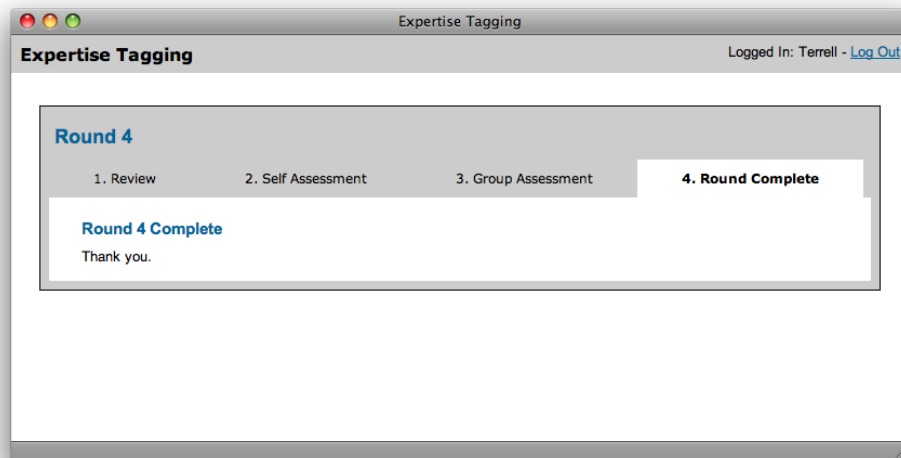 Expertise Tagging
Expertise Tagging
Logged In: Terrell - Log Out
Round 4
1. Review
2. Self Assessment
3. Group Assessment
4. Round Complete
Round 4 Complete
Thank you.